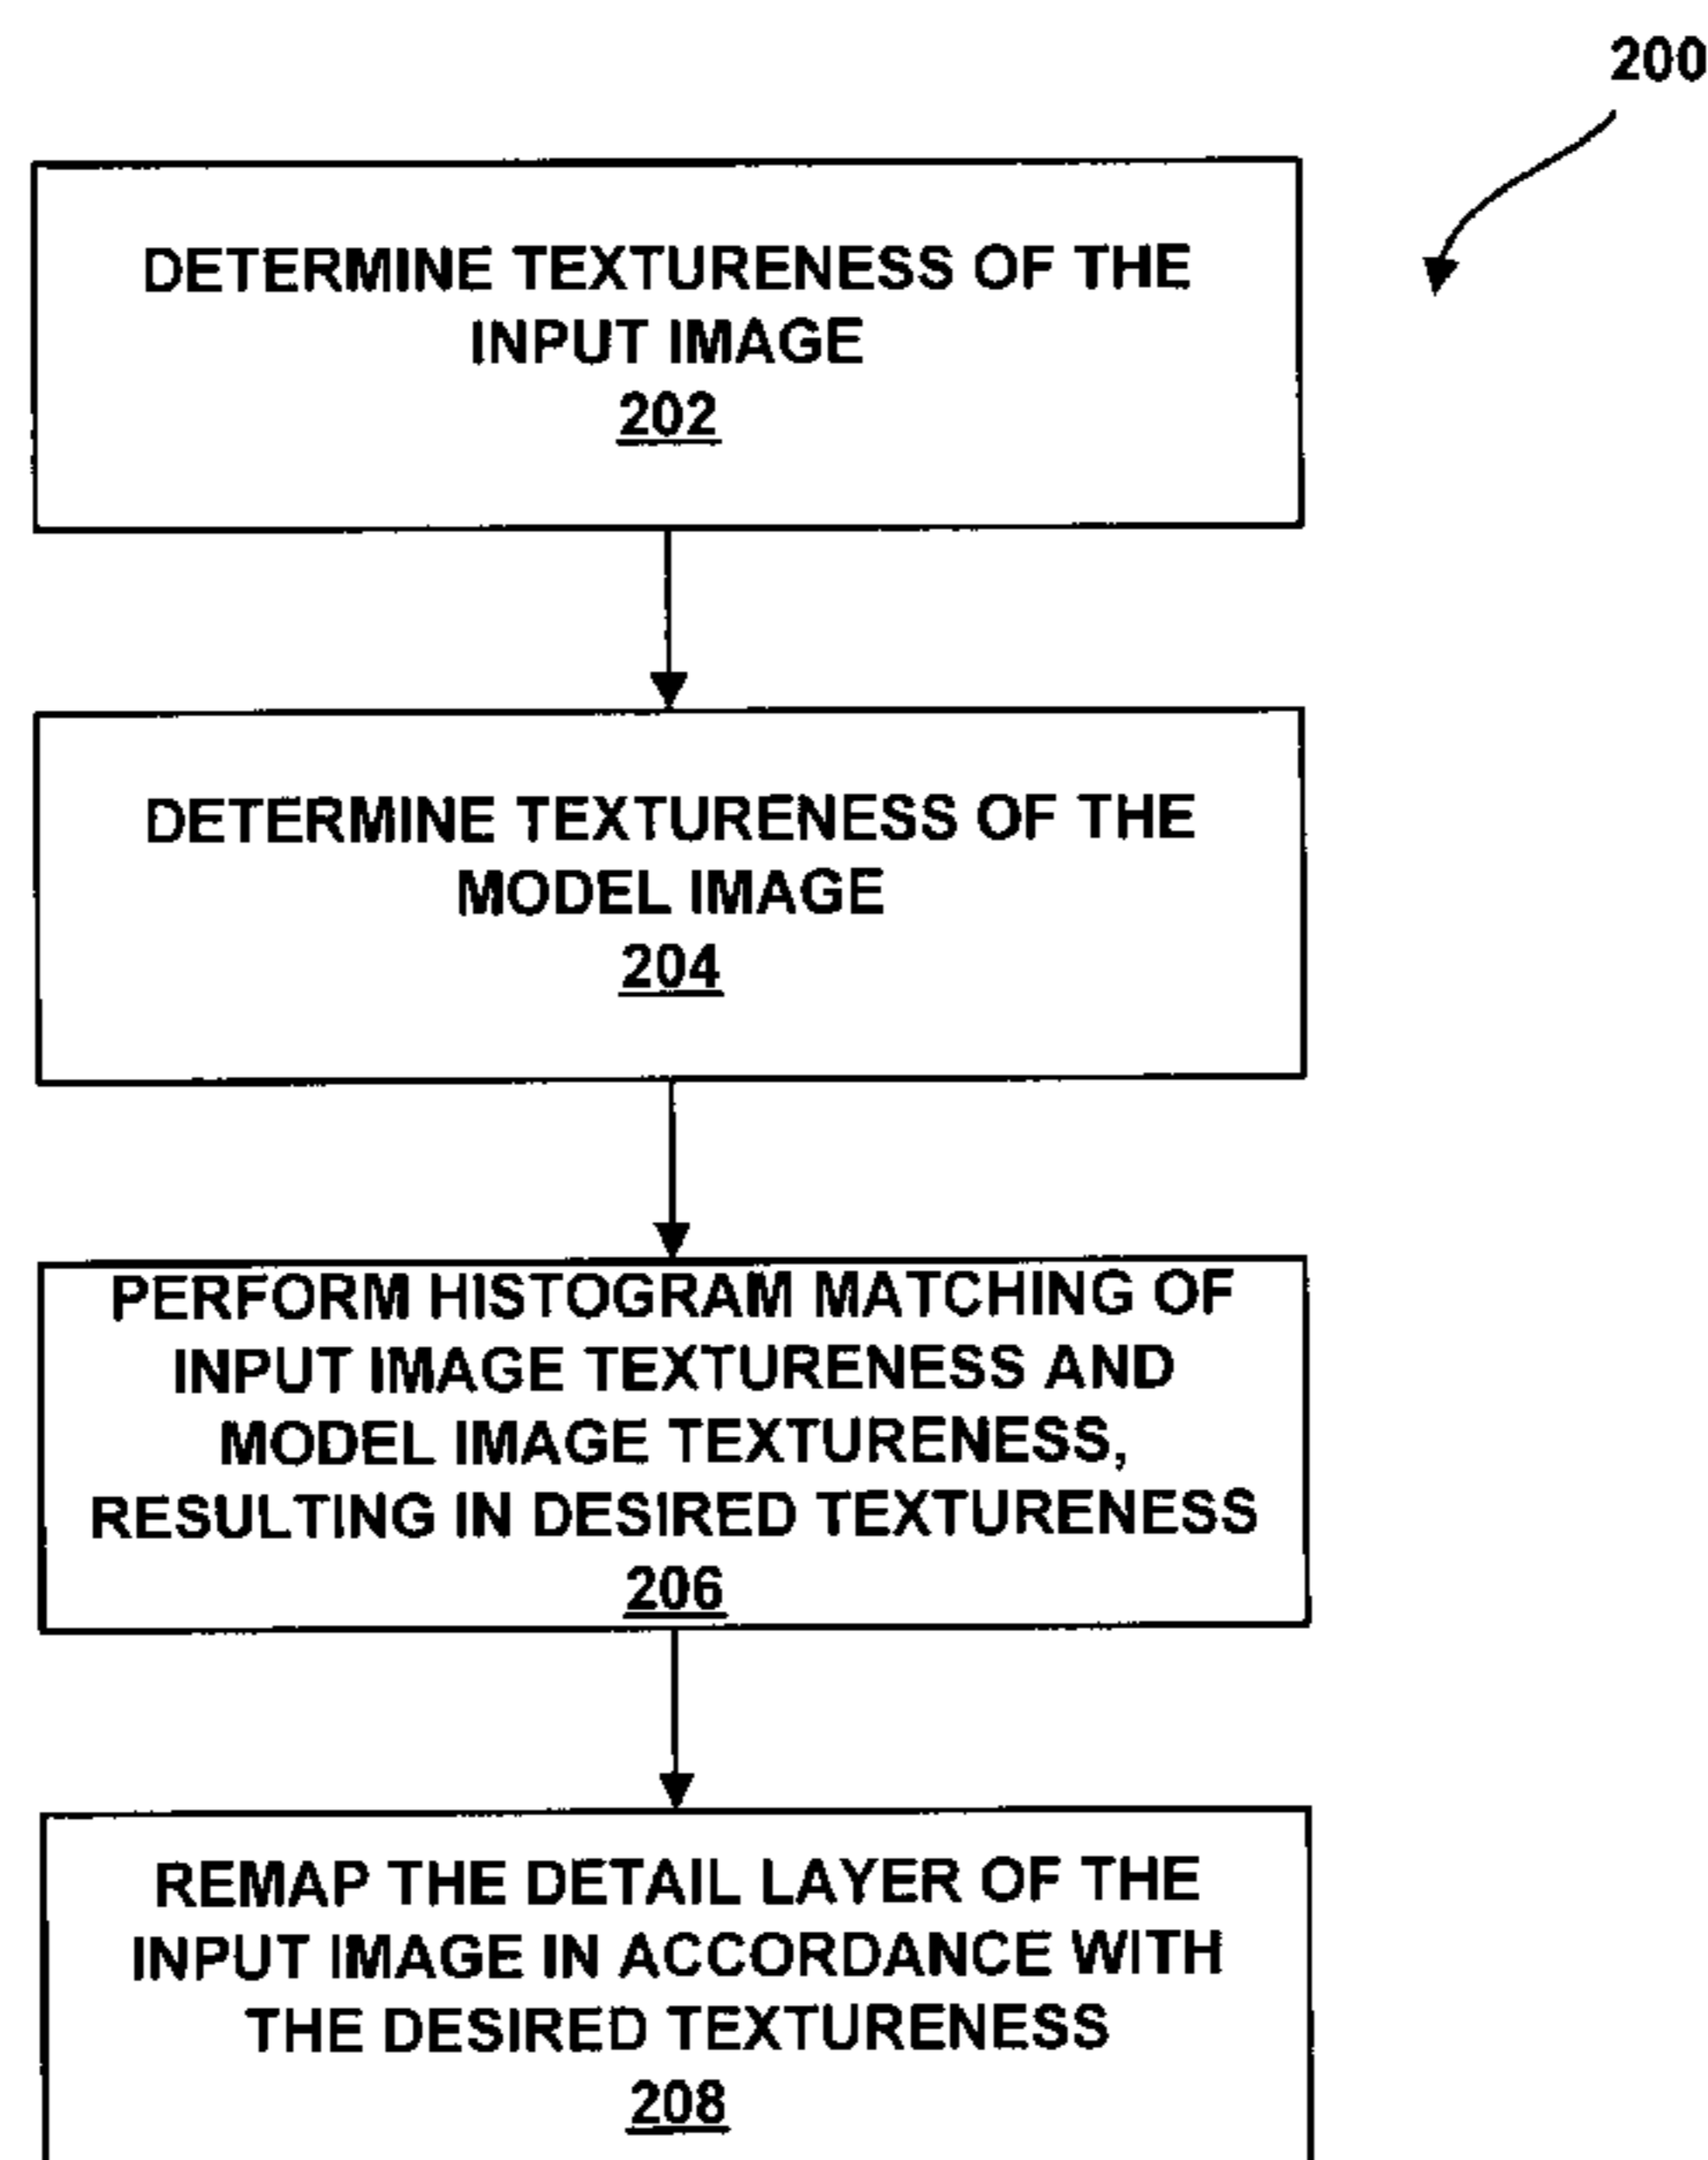 200
DETERMINE TEXTURENESS OF THE
INPUT IMAGE
202
DETERMINE TEXTURENESS OF THE
MODEL IMAGE
204
PERFORM HISTOGRAM MATCHING OF
INPUT IMAGE TEXTURENESS AND
MODEL IMAGE TEXTURENESS,
RESULTING IN DESIRED TEXTURENESS
206
REMAP THE DETAIL LAYER OF THE
INPUT IMAGE IN ACCORDANCE WITH
THE DESIRED TEXTURENESS
208